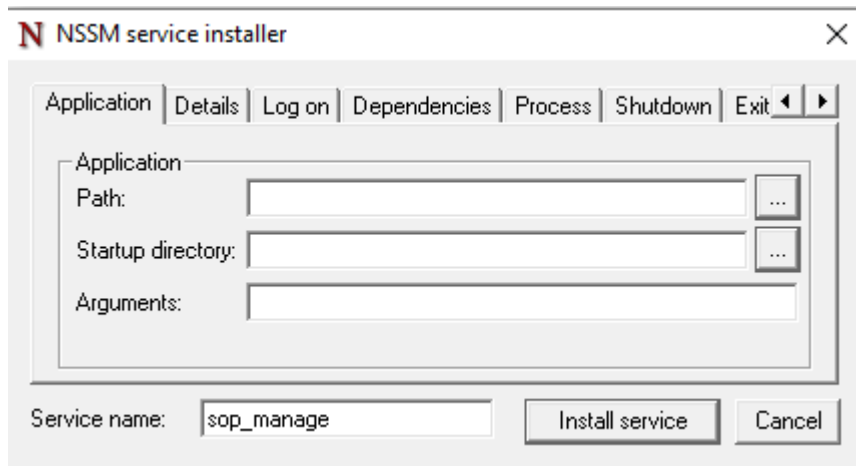 N NSSM service installer
Application Details Log on Dependencies Process Shutdown Exit
Application
Path:
...
Startup directory:
...
Arguments:
Service name: sop_manage Install service Cancel